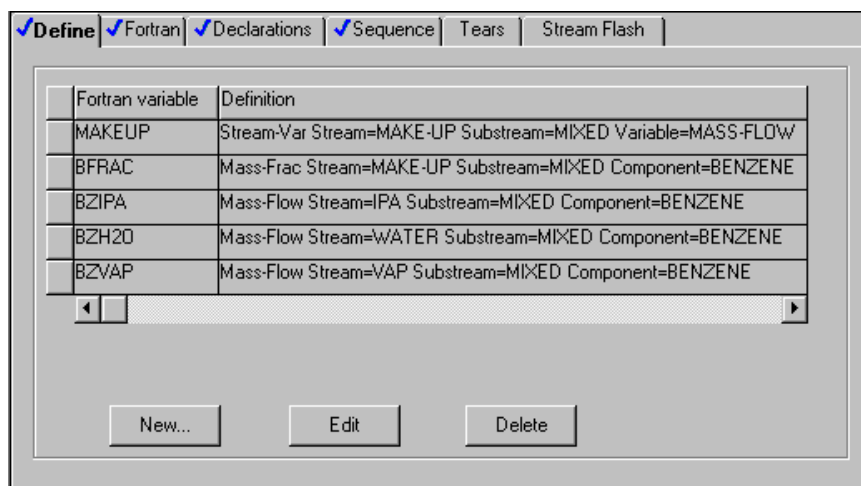 Define Fortran Declarations Sequence Tears Stream Flash
Fortran variable Definition
MAKEUP Stream-Var Stream=MAKE-UP Substream=MIXED Variable=MASS-FLOW
BFRAC Mass-Frac Stream=MAKE-UP Substream=MIXED Component=BENZENE
BZIPA Mass-Flow Stream=IPA Substream=MIXED Component=BENZENE
BZH2O Mass-Flow Stream=WATER Substream=MIXED Component=BENZENE
BZVAP Mass-Flow Stream=VAP Substream=MIXED Component=BENZENE
New... Edit Delete